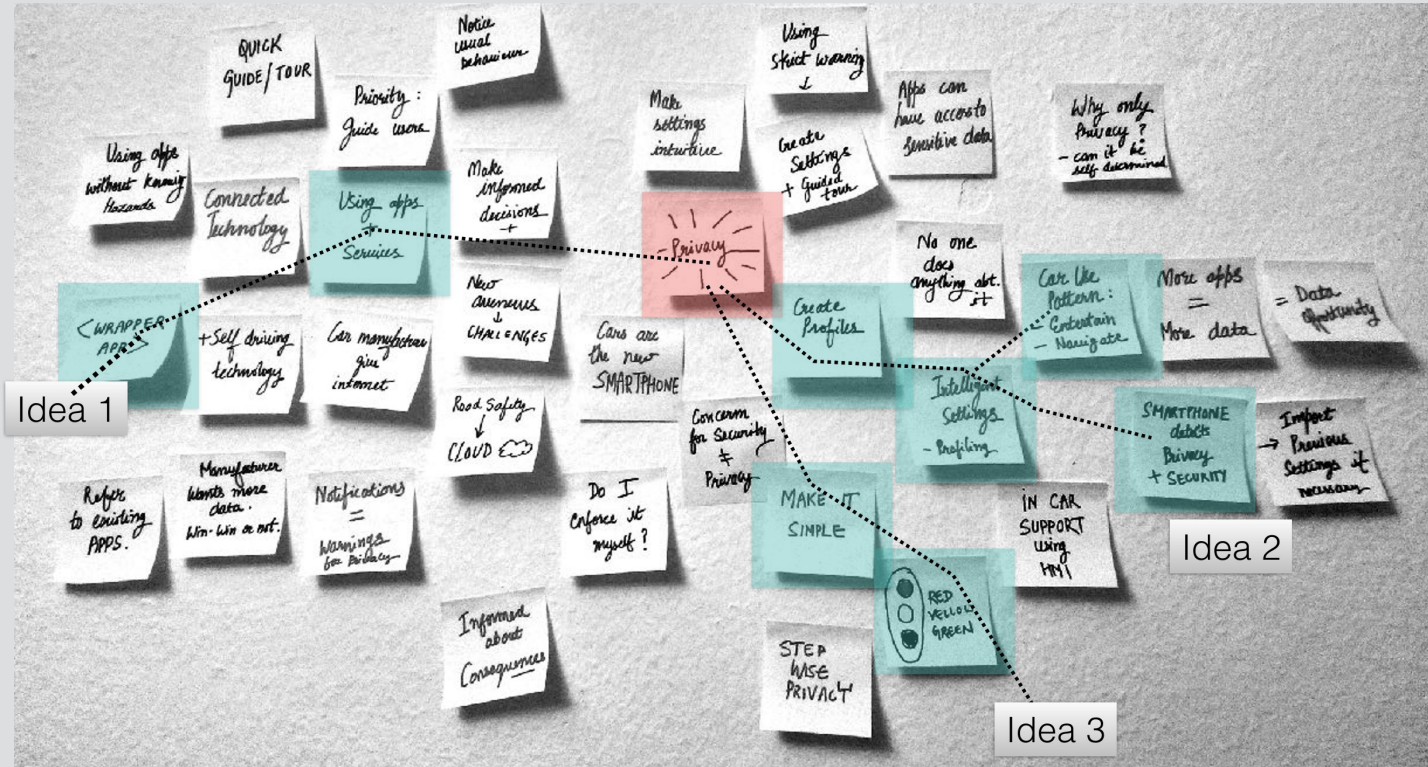 QUICK
GUIDE/TOUR
Notice
usual
behaviour
Priority:
Guide users
Using apps
without knowing
Hazards
Connected
Technology
Using apps
+
Services
Make
informed
decisions
+
<WRAPPER
APP>
+Self driving
technology
Car manufacturer
give
internet
New
avenues
↓
CHALLENGES
Road Safety
↓
CLOUD
Refer
to existing
APPS.
Manufacturer
Wants more
data.
Win-Win or not.
Notifications
=
Warnings
for Privacy
Informed
about
Consequences
Make
settings
intuitive
Using
Strict warning
↓
Create
Settings
+ Guided
tour
Apps can
have access to
sensitive data
Why only
Privacy?
- can it be
self determined
Privacy
Cars are
the new
SMARTPHONE
Create
Profiles
No one
does
anything abt.
it
Car Use
Pattern:
- Entertain
- Navigate
More apps
=
More data
= Data
opportunity
Concern
for Security
≠
Privacy
Intelligent
Settings
- Profiling
SMARTPHONE
detects
Privacy
+ SECURITY
→ Import
Previous
Settings if
necessary
Do I
enforce it
myself?
MAKE IT
SIMPLE
IN CAR
SUPPORT
using
HMI
RED
YELLOW
GREEN
STEP
WISE
PRIVACY
Idea 1
Idea 2
Idea 3